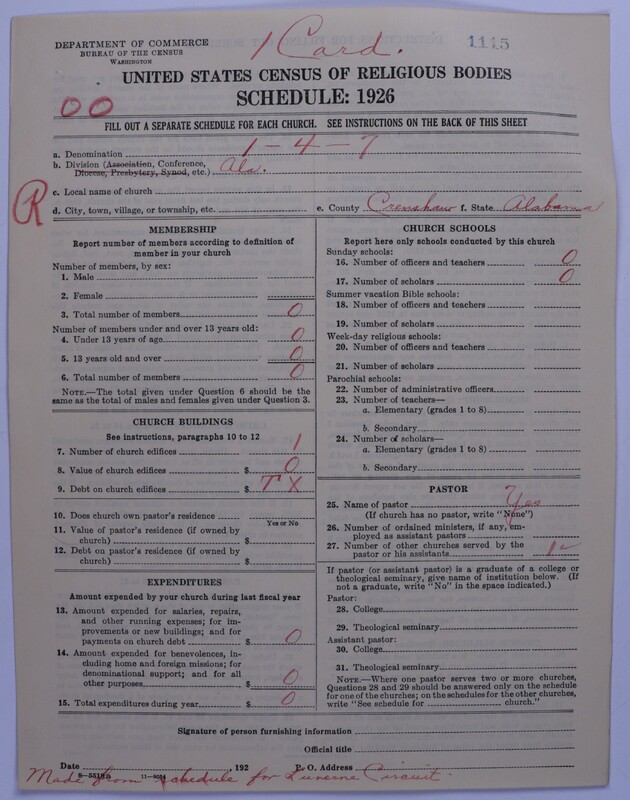 1 Card.
1145
DEPARTMENT OF COMMERCE
BUREAU OF THE CENSUS
WASHINGTON
UNITED STATES CENSUS OF RELIGIOUS BODIES
SCHEDULE: 1926
00
FILL OUT A SEPARATE SCHEDULE FOR EACH CHURCH. SEE INSTRUCTIONS ON THE BACK OF THIS SHEET
a. Denomination 1-4-7
b. Division (Association, Conference, Diocese, Presbytery, Synod, etc.) Ala.
c. Local name of church
R
d. City, town, village, or township, etc. e. County Crenshaw f. State Alabama
MEMBERSHIP
Report number of members according to definition of
member in your church
Number of members, by sex:
1. Male
2. Female
3. Total number of members 0
Number of members under and over 13 years old:
4. Under 13 years of age 0
5. 13 years old and over 0
6. Total number of members 0
NOTE.—The total given under Question 6 should be the
same as the total of males and females given under Question 3.
CHURCH BUILDINGS
See instructions, paragraphs 10 to 12
7. Number of church edifices 1
8. Value of church edifices $ 0
9. Debt on church edifices $ TX
10. Does church own pastor's residence
Yes or No
11. Value of pastor's residence (if owned by
church) $
12. Debt on pastor's residence (if owned by
church) $
EXPENDITURES
Amount expended by your church during last fiscal year
13. Amount expended for salaries, repairs,
and other running expenses; for im-
provements or new buildings; and for
payments on church debt $ 0
14. Amount expended for benevolences, in-
cluding home and foreign missions; for
denominational support; and for all
other purposes $ 0
15. Total expenditures during year $ 0
CHURCH SCHOOLS
Report here only schools conducted by this church
Sunday schools:
16. Number of officers and teachers 0
17. Number of scholars 0
Summer vacation Bible schools:
18. Number of officers and teachers
19. Number of scholars
Week-day religious schools:
20. Number of officers and teachers
21. Number of scholars
Parochial schools:
22. Number of administrative officers
23. Number of teachers—
a. Elementary (grades 1 to 8)
b. Secondary
24. Number of scholars—
a. Elementary (grades 1 to 8)
b. Secondary
PASTOR
25. Name of pastor Yes
(If church has no pastor, write "None")
26. Number of ordained ministers, if any, em-
ployed as assistant pastors
27. Number of other churches served by the
pastor or his assistants
If pastor (or assistant pastor) is a graduate of a college or
theological seminary, give name of institution below. (If
not a graduate, write "No" in the space indicated.)
Pastor:
28. College
29. Theological seminary
Assistant pastor:
30. College
31. Theological seminary
NOTE.—Where one pastor serves two or more churches,
Questions 28 and 29 should be answered only on the schedule
for one of the churches; on the schedules for the other churches,
write "See schedule for church."
Signature of person furnishing information
Official title
Date , 192 P. O. Address
8-5518b 11-9034
Made from schedule for Luverne Circuit.